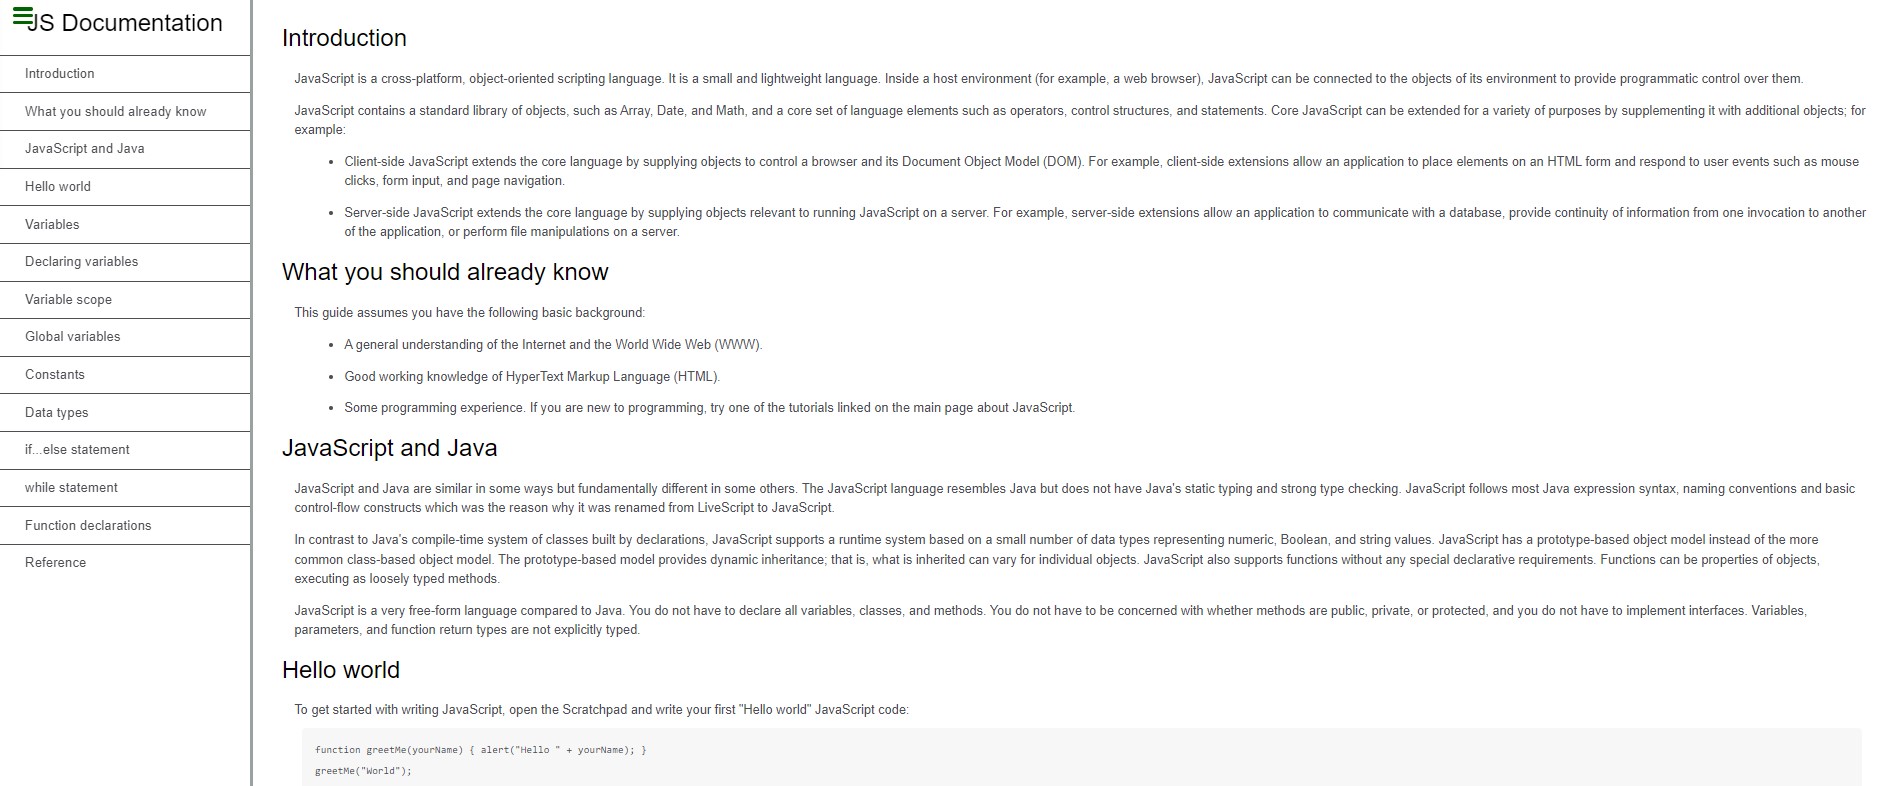 JS Documentation
Introduction
What you should already know
JavaScript and Java
Hello world
Variables
Declaring variables
Variable scope
Global variables
Constants
Data types
if...else statement
while statement
Function declarations
Reference
Introduction
JavaScript is a cross-platform, object-oriented scripting language. It is a small and lightweight language. Inside a host environment (for example, a web browser), JavaScript can be connected to the objects of its environment to provide programmatic control over them.
JavaScript contains a standard library of objects, such as Array, Date, and Math, and a core set of language elements such as operators, control structures, and statements. Core JavaScript can be extended for a variety of purposes by supplementing it with additional objects; for
example:
• Client-side JavaScript extends the core language by supplying objects to control a browser and its Document Object Model (DOM). For example, client-side extensions allow an application to place elements on an HTML form and respond to user events such as mouse
clicks, form input, and page navigation.
• Server-side JavaScript extends the core language by supplying objects relevant to running JavaScript on a server. For example, server-side extensions allow an application to communicate with a database, provide continuity of information from one invocation to another
of the application, or perform file manipulations on a server.
What you should already know
This guide assumes you have the following basic background:
• A general understanding of the Internet and the World Wide Web (WWW).
• Good working knowledge of HyperText Markup Language (HTML).
• Some programming experience. If you are new to programming, try one of the tutorials linked on the main page about JavaScript.
JavaScript and Java
JavaScript and Java are similar in some ways but fundamentally different in some others. The JavaScript language resembles Java but does not have Java's static typing and strong type checking. JavaScript follows most Java expression syntax, naming conventions and basic
control-flow constructs which was the reason why it was renamed from LiveScript to JavaScript.
In contrast to Java's compile-time system of classes built by declarations, JavaScript supports a runtime system based on a small number of data types representing numeric, Boolean, and string values. JavaScript has a prototype-based object model instead of the more
common class-based object model. The prototype-based model provides dynamic inheritance; that is, what is inherited can vary for individual objects. JavaScript also supports functions without any special declarative requirements. Functions can be properties of objects,
executing as loosely typed methods.
JavaScript is a very free-form language compared to Java. You do not have to declare all variables, classes, and methods. You do not have to be concerned with whether methods are public, private, or protected, and you do not have to implement interfaces. Variables,
parameters, and function return types are not explicitly typed.
Hello world
To get started with writing JavaScript, open the Scratchpad and write your first "Hello world" JavaScript code:
function greetMe(yourName) { alert("Hello " + yourName); }
greetMe("World");